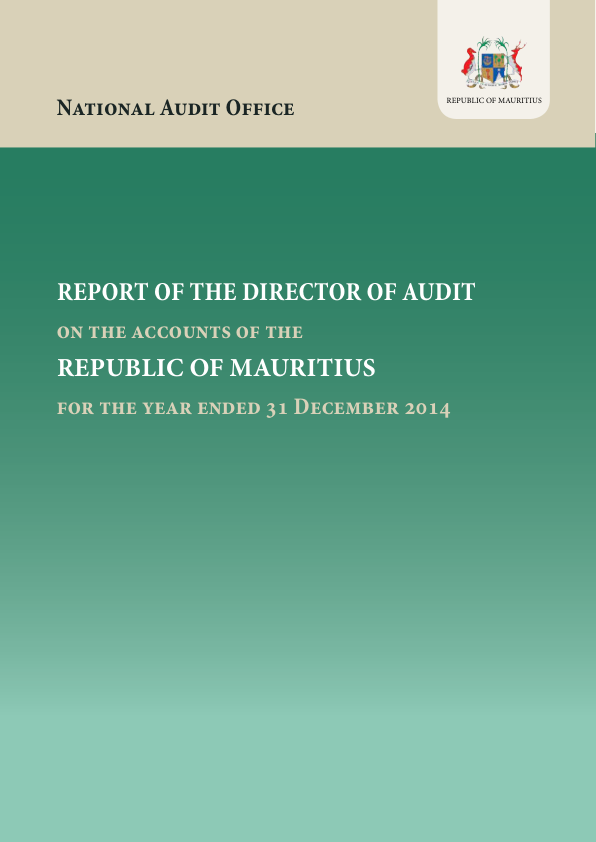 National Audit Office
REPUBLIC OF MAURITIUS
REPORT OF THE DIRECTOR OF AUDIT
ON THE ACCOUNTS OF THE
REPUBLIC OF MAURITIUS
FOR THE YEAR ENDED 31 DECEMBER 2014